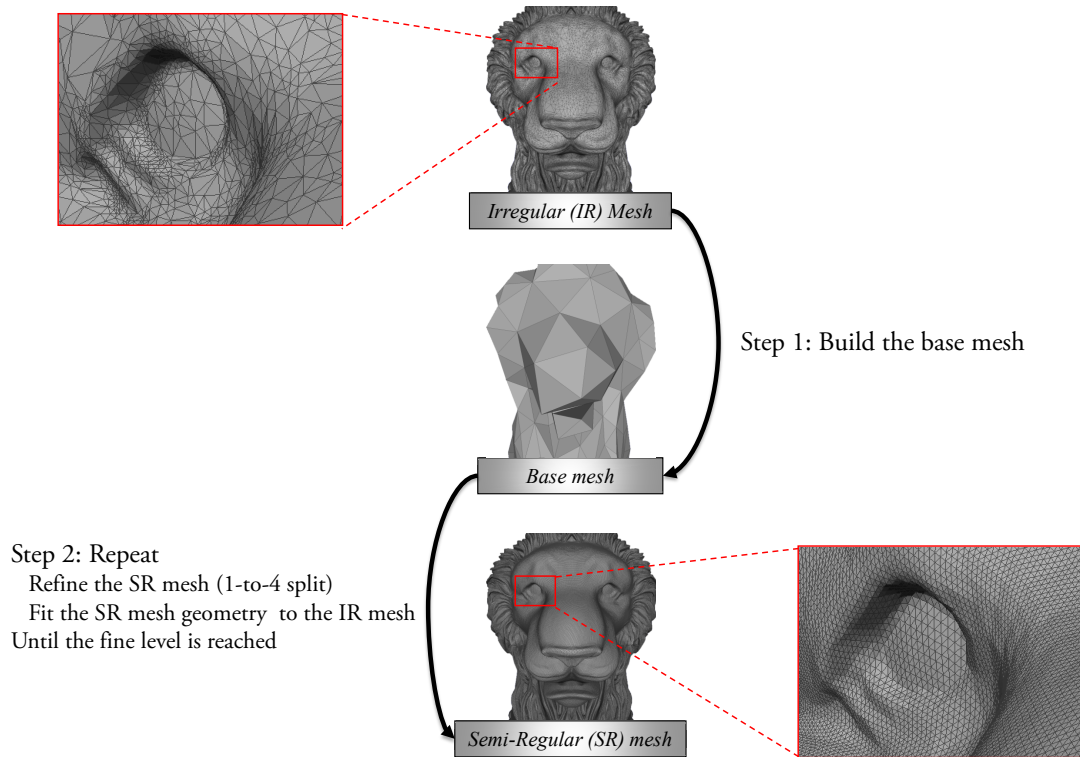 Irregular (IR) Mesh
Step 1: Build the base mesh
Base mesh
Step 2: Repeat
Refine the SR mesh (1-to-4 split)
Fit the SR mesh geometry to the IR mesh
Until the fine level is reached
Semi-Regular (SR) mesh